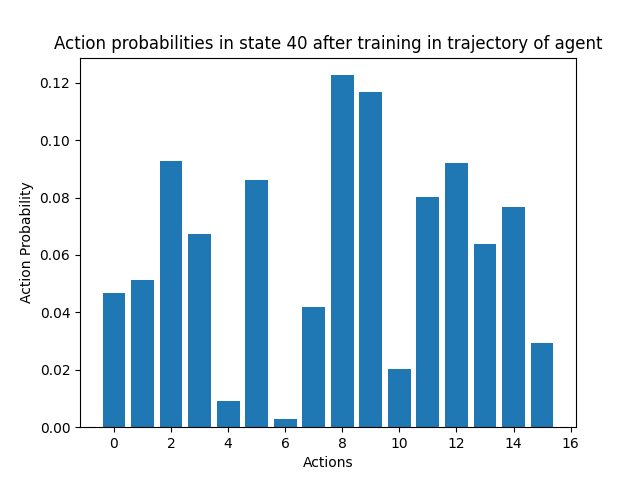 Action probabilities in state 40 after training in trajectory of agent
0.12
0.10
0.08
0.06
0.04
0.02
0.00
Action Probability
0 2 4 6 8 10 12 14 16
Actions